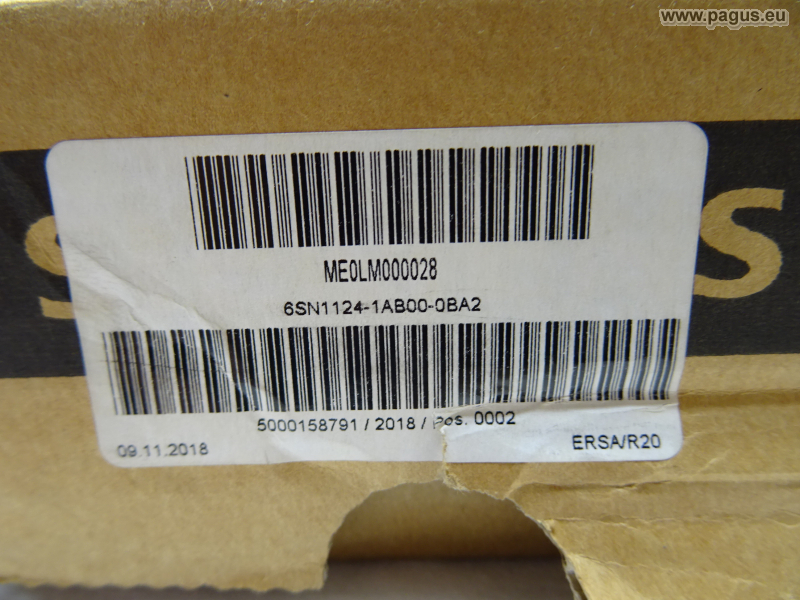 www.pagus.eu
S S
ME0LM000028
6SN1124-1AB00-0BA2
5000158791 / 2018 / Pos. 0002
09.11.2018
ERSA/R20